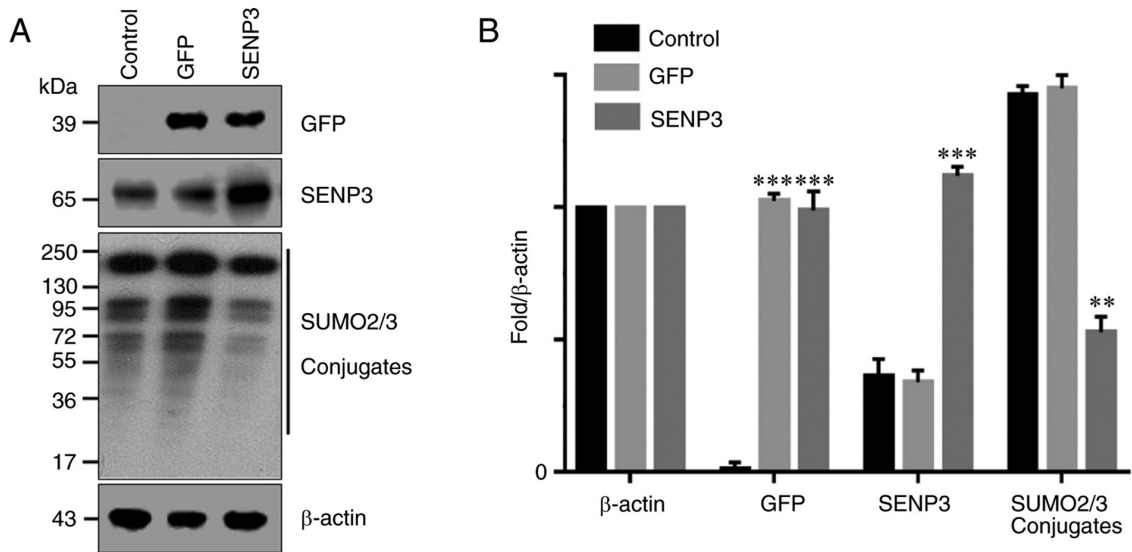 A
Control
GFP
SENP3
kDa
39
GFP
65
SENP3
250
130
95
72
55
36
17
SUMO2/3
Conjugates
43
β-actin
B
Control
GFP
SENP3
Fold/β-actin
0
******
***
**
β-actin
GFP
SENP3
SUMO2/3
Conjugates